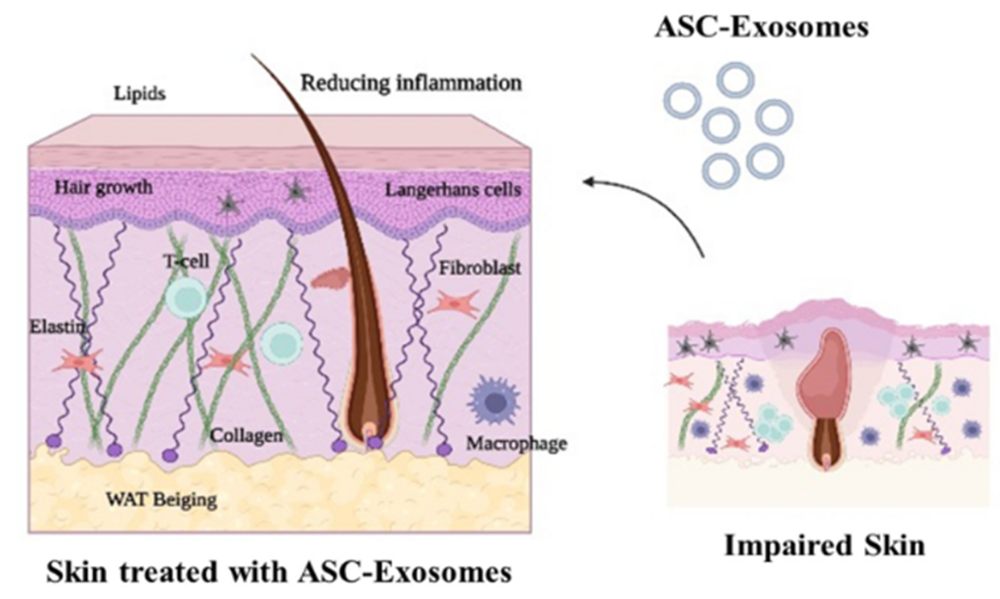 ASC-Exosomes
Lipids
Reducing inflammation
Hair growth
Langerhans cells
T-cell
Fibroblast
Elastin
Collagen
Macrophage
WAT Beiging
Skin treated with ASC-Exosomes
Impaired Skin